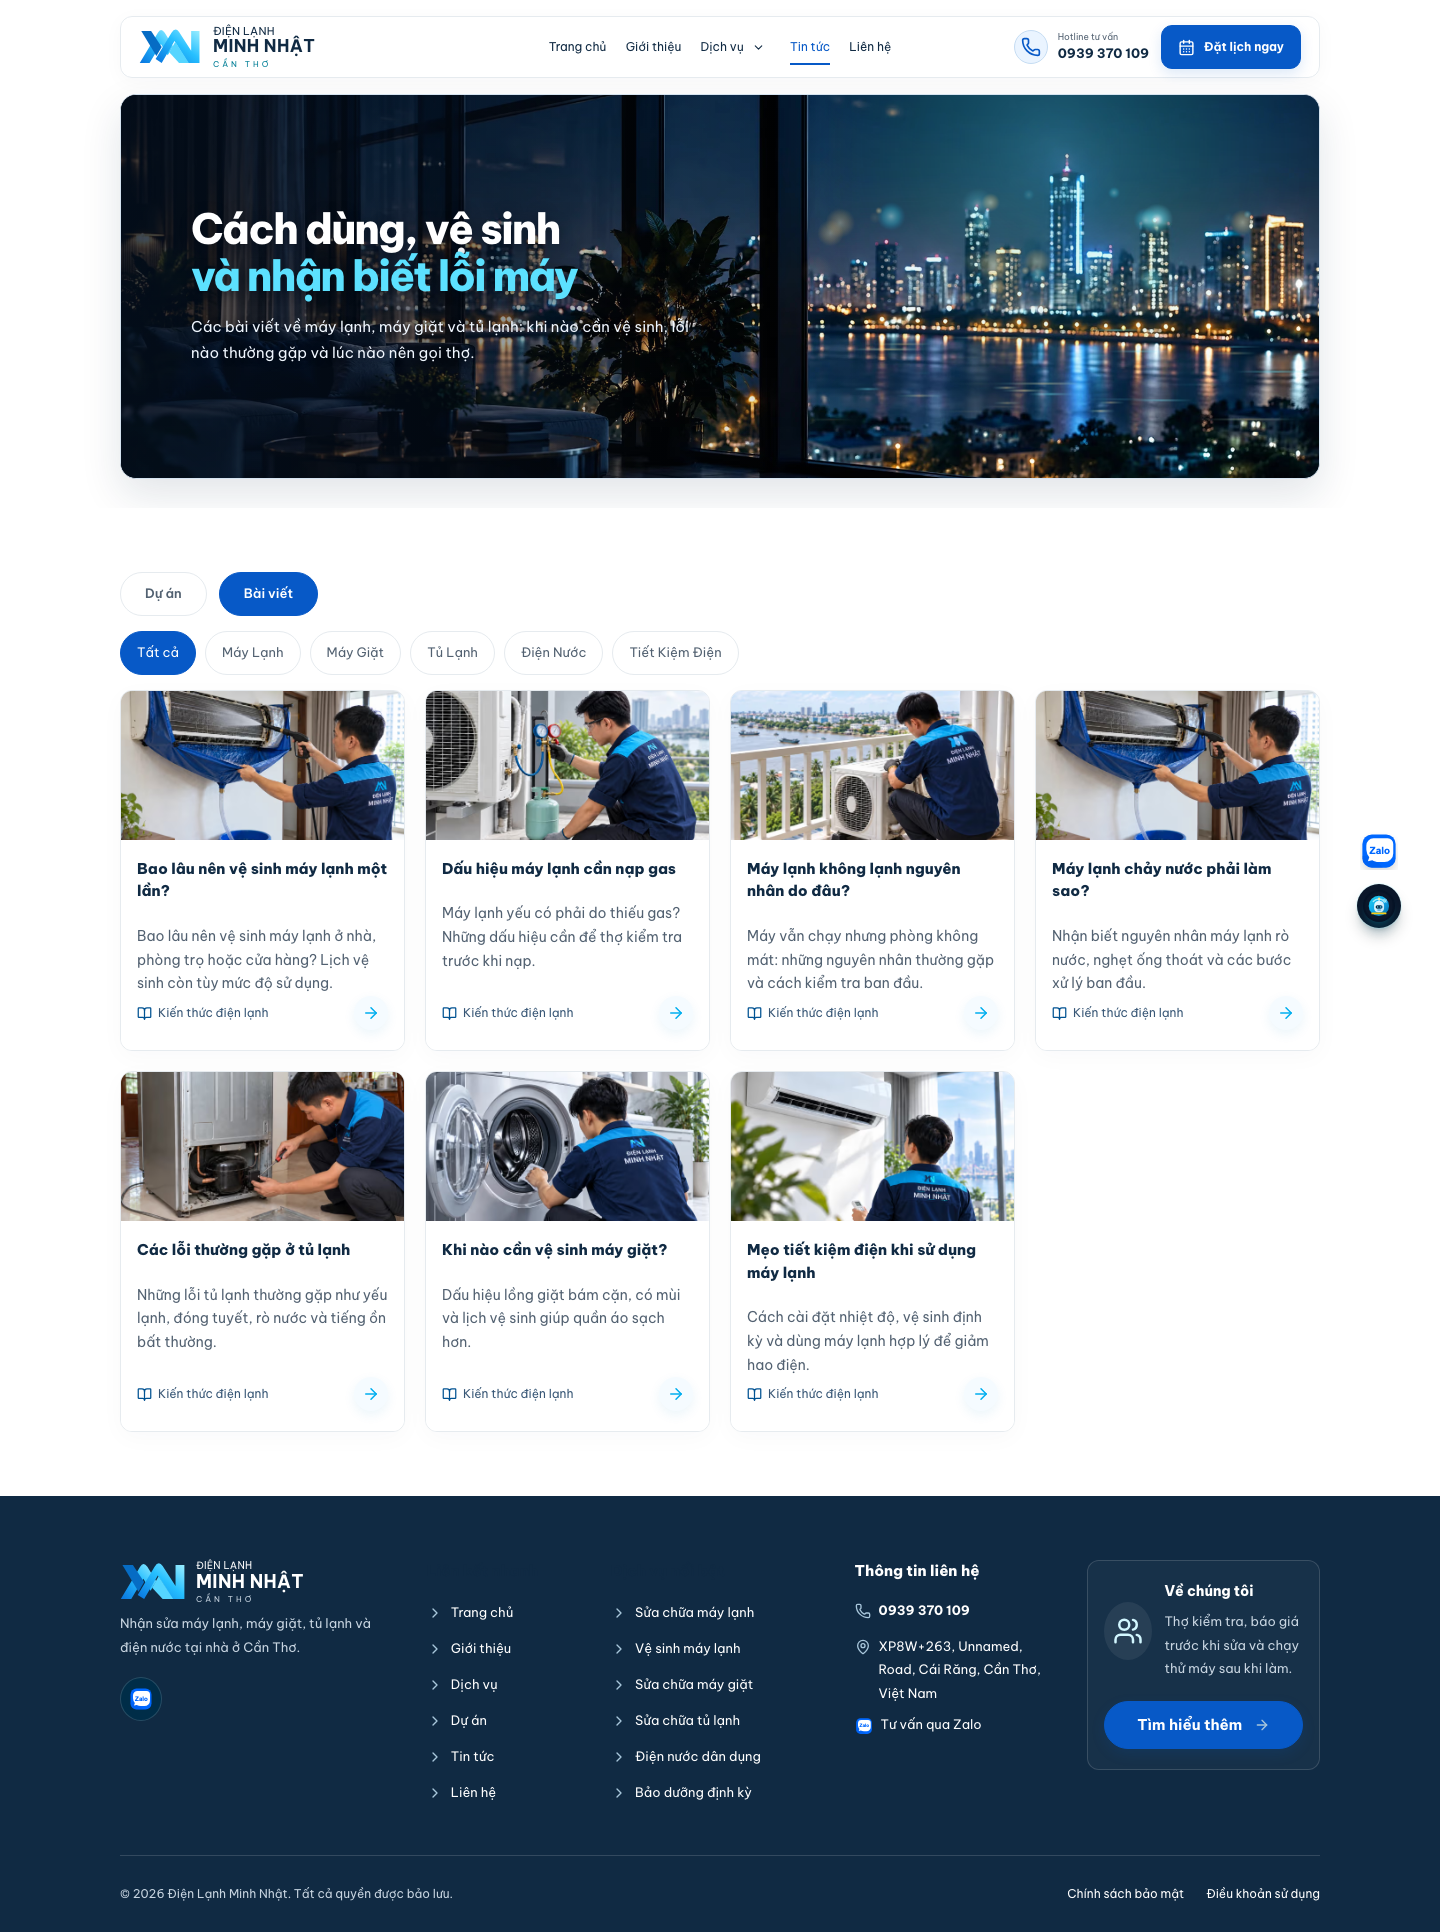 ĐIỆN LẠNH
MINH NHẬT
CẦN THƠ
Trang chủ
Giới thiệu
Dịch vụ
Tin tức
Liên hệ
Hotline tư vấn
0939 370 109
Đặt lịch ngay
Cách dùng, vệ sinh
và nhận biết lỗi máy
Các bài viết về máy lạnh, máy giặt và tủ lạnh: khi nào cần vệ sinh, lỗi
nào thường gặp và lúc nào nên gọi thợ.
Dự án
Bài viết
Tất cả
Máy Lạnh
Máy Giặt
Tủ Lạnh
Điện Nước
Tiết Kiệm Điện
Zalo
Bao lâu nên vệ sinh máy lạnh một
lần?
Bao lâu nên vệ sinh máy lạnh ở nhà,
phòng trọ hoặc cửa hàng? Lịch vệ
sinh còn tùy mức độ sử dụng.
Kiến thức điện lạnh
Dấu hiệu máy lạnh cần nạp gas
Máy lạnh yếu có phải do thiếu gas?
Những dấu hiệu cần để thợ kiểm tra
trước khi nạp.
Kiến thức điện lạnh
Máy lạnh không lạnh nguyên
nhân do đâu?
Máy vẫn chạy nhưng phòng không
mát: những nguyên nhân thường gặp
và cách kiểm tra ban đầu.
Kiến thức điện lạnh
Máy lạnh chảy nước phải làm
sao?
Nhận biết nguyên nhân máy lạnh rò
nước, nghẹt ống thoát và các bước
xử lý ban đầu.
Kiến thức điện lạnh
Các lỗi thường gặp ở tủ lạnh
Những lỗi tủ lạnh thường gặp như yếu
lạnh, đóng tuyết, rò nước và tiếng ồn
bất thường.
Kiến thức điện lạnh
Khi nào cần vệ sinh máy giặt?
Dấu hiệu lồng giặt bám cặn, có mùi
và lịch vệ sinh giúp quần áo sạch
hơn.
Kiến thức điện lạnh
Mẹo tiết kiệm điện khi sử dụng
máy lạnh
Cách cài đặt nhiệt độ, vệ sinh định
kỳ và dùng máy lạnh hợp lý để giảm
hao điện.
Kiến thức điện lạnh
ĐIỆN LẠNH
MINH NHẬT
CẦN THƠ
Nhận sửa máy lạnh, máy giặt, tủ lạnh và
điện nước tại nhà ở Cần Thơ.
Zalo
Trang chủ
Giới thiệu
Dịch vụ
Dự án
Tin tức
Liên hệ
Sửa chữa máy lạnh
Vệ sinh máy lạnh
Sửa chữa máy giặt
Sửa chữa tủ lạnh
Điện nước dân dụng
Bảo dưỡng định kỳ
Thông tin liên hệ
0939 370 109
XP8W+263, Unnamed,
Road, Cái Răng, Cần Thơ,
Việt Nam
Tư vấn qua Zalo
Về chúng tôi
Thợ kiểm tra, báo giá
trước khi sửa và chạy
thử máy sau khi làm.
Tìm hiểu thêm
© 2026 Điện Lạnh Minh Nhật. Tất cả quyền được bảo lưu.
Chính sách bảo mật
Điều khoản sử dụng